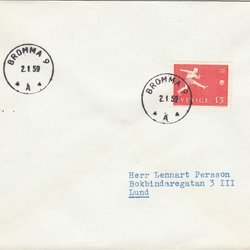 BROMMA 9
2.1.59
A
BROMMA 9
2.1.59
A
SVERIGE 15
Herr Lennart Persson
Bokbindaregatan 3 III
Lund